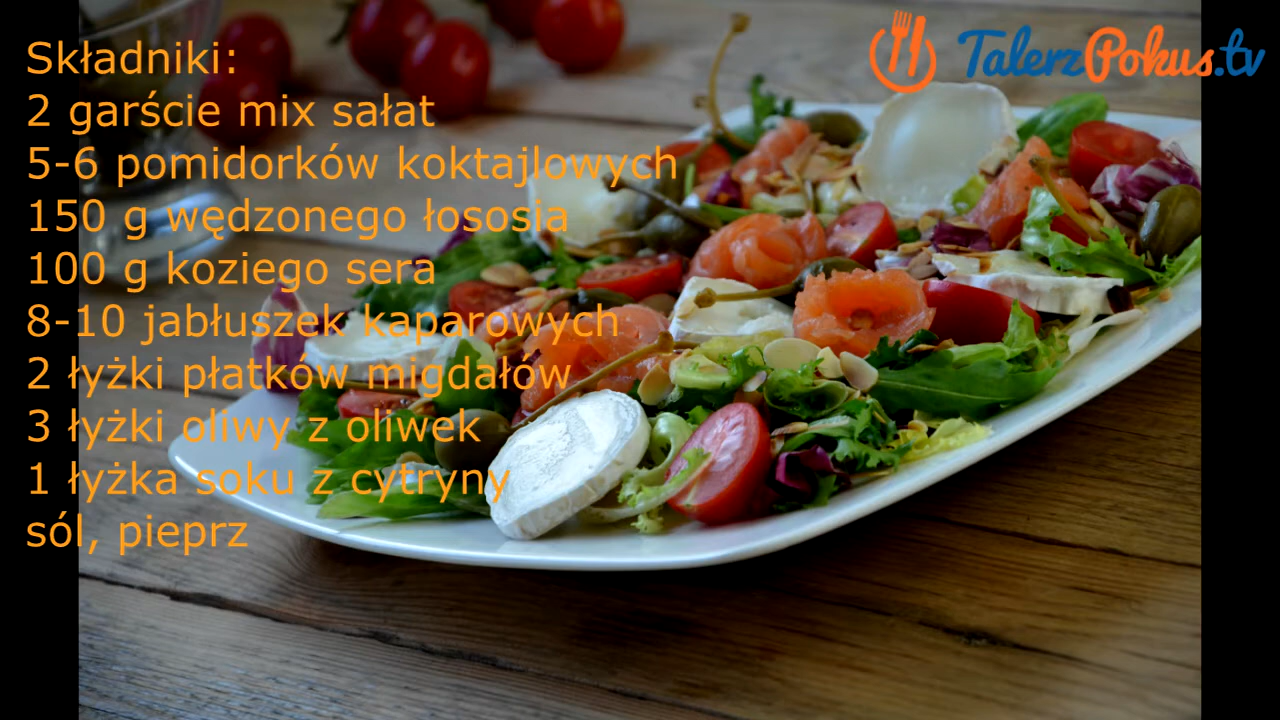 Składniki:
2 garście mix sałat
5-6 pomidorków koktajlowych
150 g wędzonego łososia
100 g koziego sera
8-10 jabłuszek kaparowych
2 łyżki płatków migdałów
3 łyżki oliwy z oliwek
1 łyżka soku z cytryny
sól, pieprz
TalerzPokus.tv